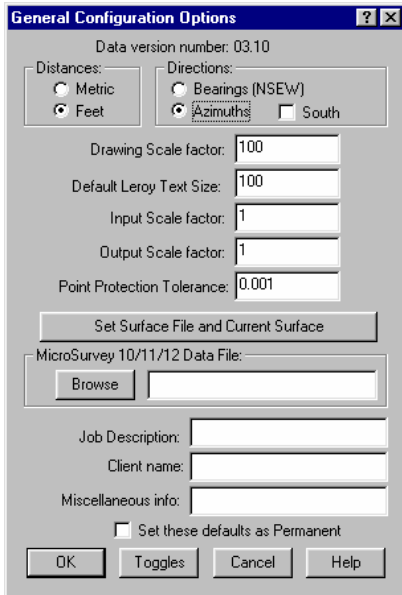 General Configuration Options
Data version number: 03.10
Distances:
Metric
Feet
Directions:
Bearings (NSEW)
Azimuths South
Drawing Scale factor: 100
Default Leroy Text Size: 100
Input Scale factor: 1
Output Scale factor: 1
Point Protection Tolerance: 0.001
Set Surface File and Current Surface
MicroSurvey 10/11/12 Data File:
Browse
Job Description:
Client name:
Miscellaneous info:
Set these defaults as Permanent
OK Toggles Cancel Help